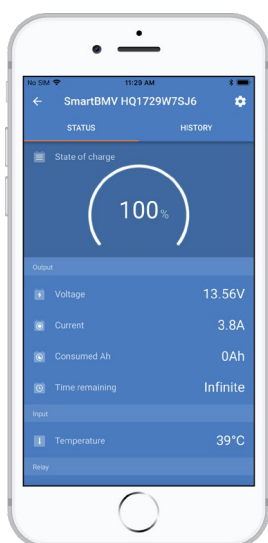 No SIM 11:29 AM
SmartBMV HQ1729W7SJ6
STATUS HISTORY
State of charge
100%
Output
Voltage 13.56V
Current 3.8A
Consumed Ah 0Ah
Time remaining Infinite
Input
Temperature 39°C
Relay